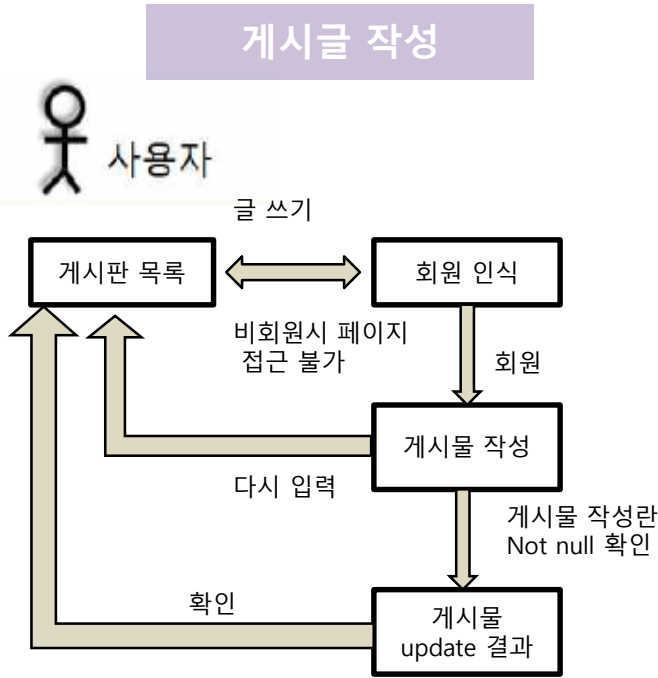 게시글 작성
사용자
글 쓰기
게시판 목록
회원 인식
비회원시 페이지
접근 불가
회원
게시물 작성
다시 입력
게시물 작성란
Not null 확인
확인
게시물
update 결과